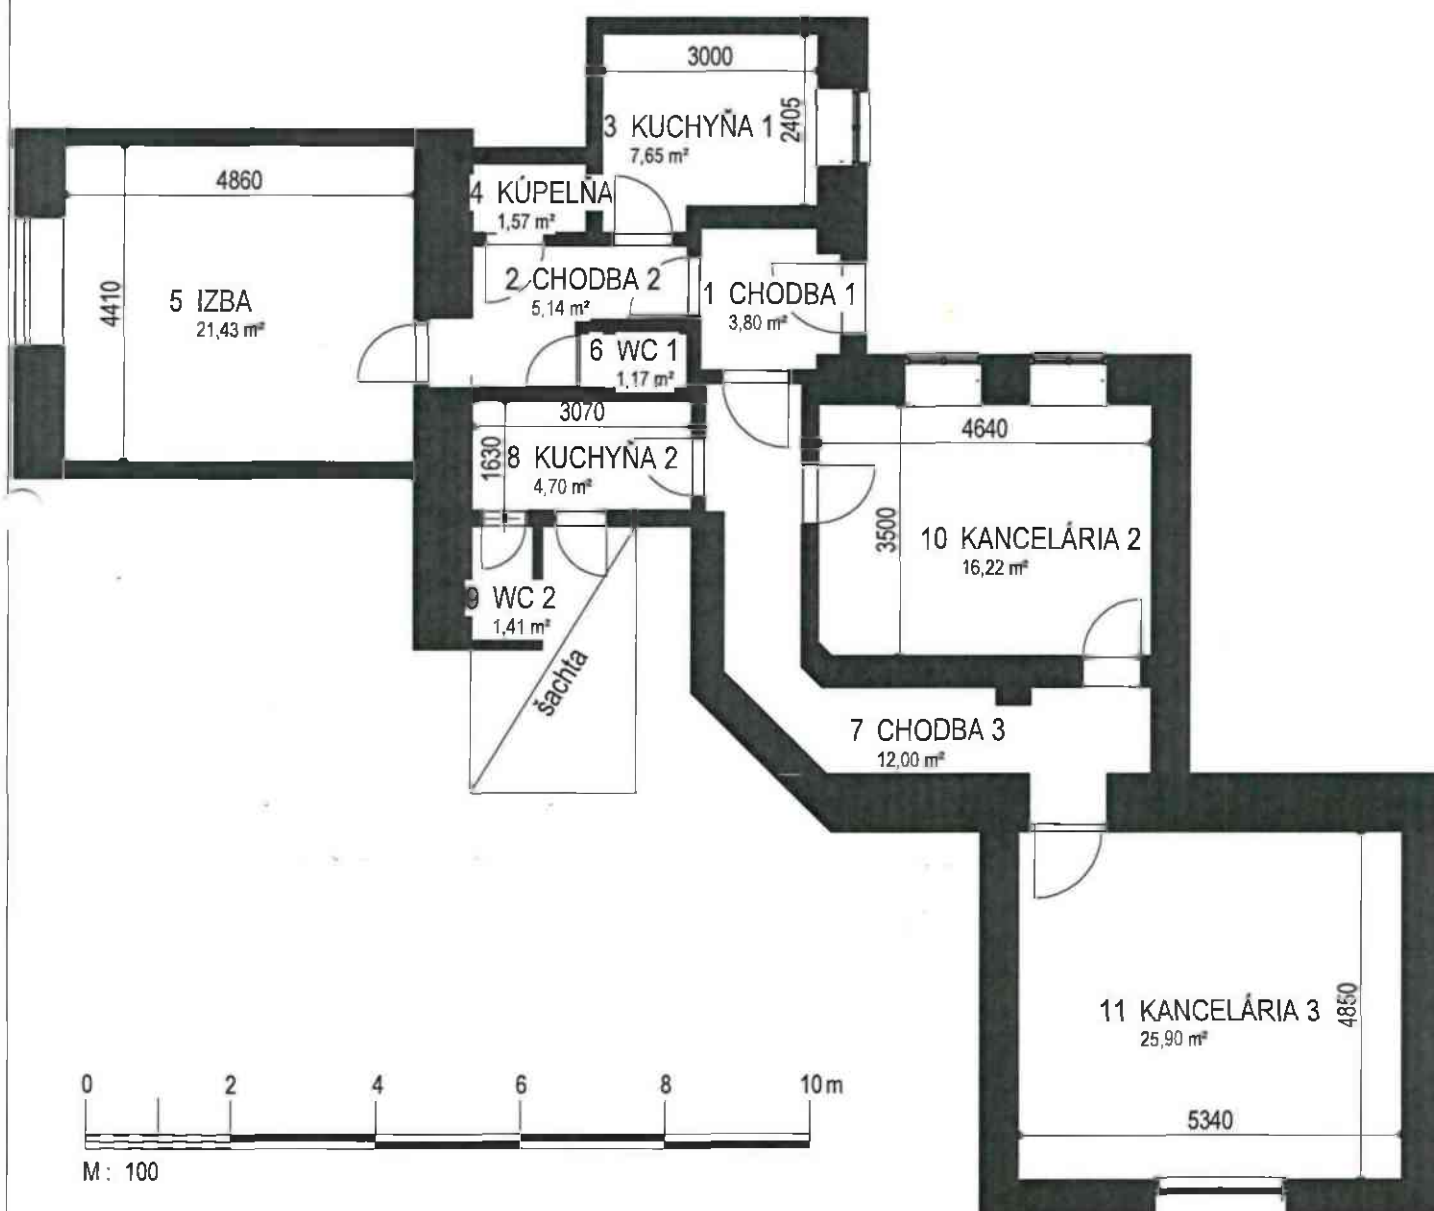 3000
2405
3 KUCHYŇA 1
7,65 m²
4860
4410
5 IZBA
21,43 m²
4 KÚPELŇA
1,57 m²
2 CHODBA 2
5,14 m²
1 CHODBA 1
3,80 m²
6 WC 1
1,17 m²
3070
1630
8 KUCHYŇA 2
4,70 m²
4640
3500
10 KANCELÁRIA 2
16,22 m²
9 WC 2
1,41 m²
šachta
7 CHODBA 3
12,00 m²
11 KANCELÁRIA 3
25,90 m²
4850
5340
0 2 4 6 8 10 m
M : 100